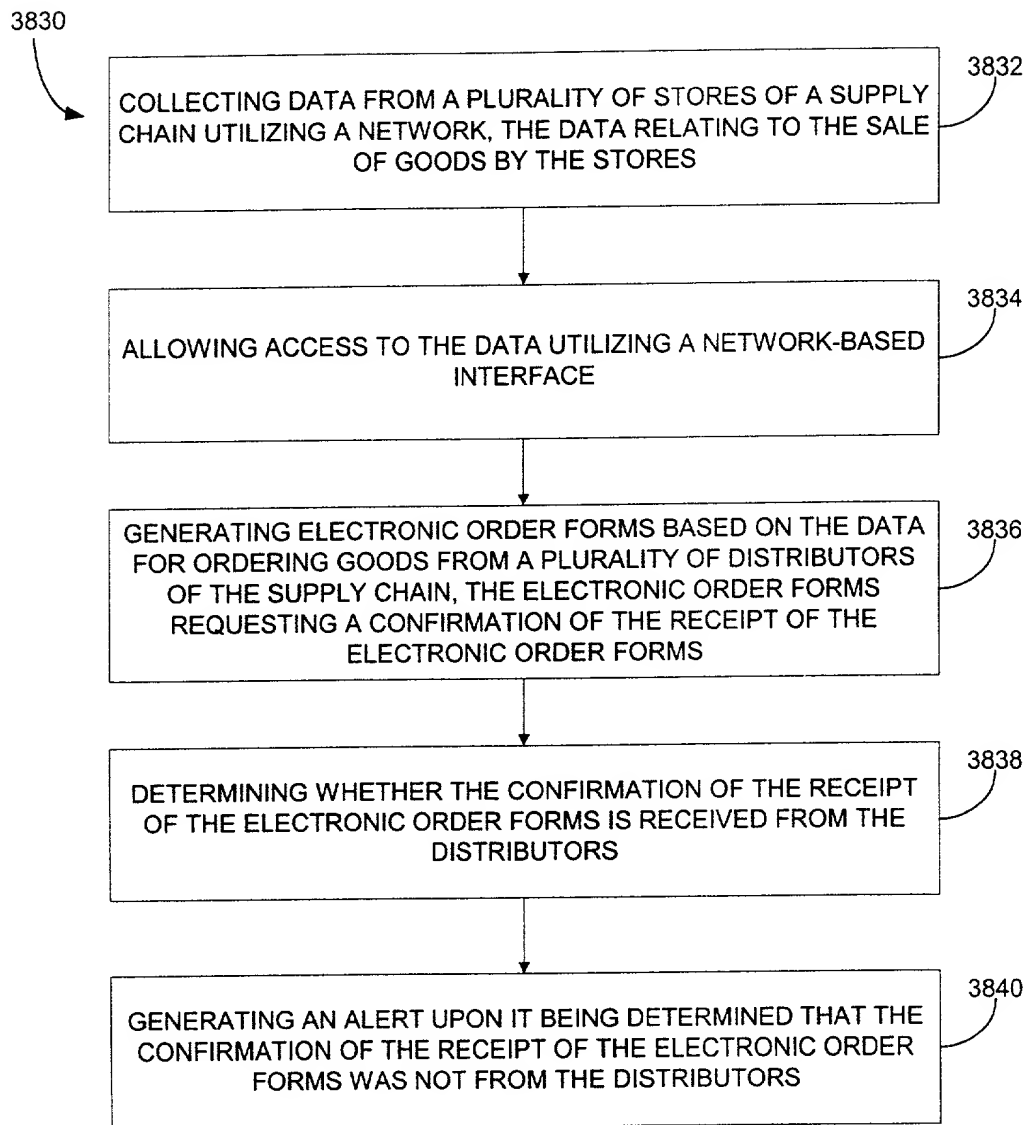 3830
3832
COLLECTING DATA FROM A PLURALITY OF STORES OF A SUPPLY
CHAIN UTILIZING A NETWORK, THE DATA RELATING TO THE SALE
OF GOODS BY THE STORES
3834
ALLOWING ACCESS TO THE DATA UTILIZING A NETWORK-BASED
INTERFACE
3836
GENERATING ELECTRONIC ORDER FORMS BASED ON THE DATA
FOR ORDERING GOODS FROM A PLURALITY OF DISTRIBUTORS
OF THE SUPPLY CHAIN, THE ELECTRONIC ORDER FORMS
REQUESTING A CONFIRMATION OF THE RECEIPT OF THE
ELECTRONIC ORDER FORMS
3838
DETERMINING WHETHER THE CONFIRMATION OF THE RECEIPT
OF THE ELECTRONIC ORDER FORMS IS RECEIVED FROM THE
DISTRIBUTORS
3840
GENERATING AN ALERT UPON IT BEING DETERMINED THAT THE
CONFIRMATION OF THE RECEIPT OF THE ELECTRONIC ORDER
FORMS WAS NOT FROM THE DISTRIBUTORS